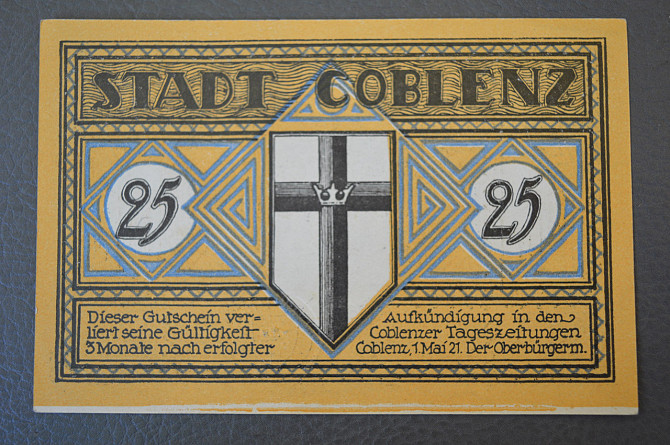 STADT COBLENZ
25
25
Dieser Gutschein ver=
liert seine Gültigkeit
3 Monate nach erfolgter
Aufkündigung in den
Coblenzer Tageszeitungen
Coblenz, 1. Mai 21. Der Oberbürgerm.